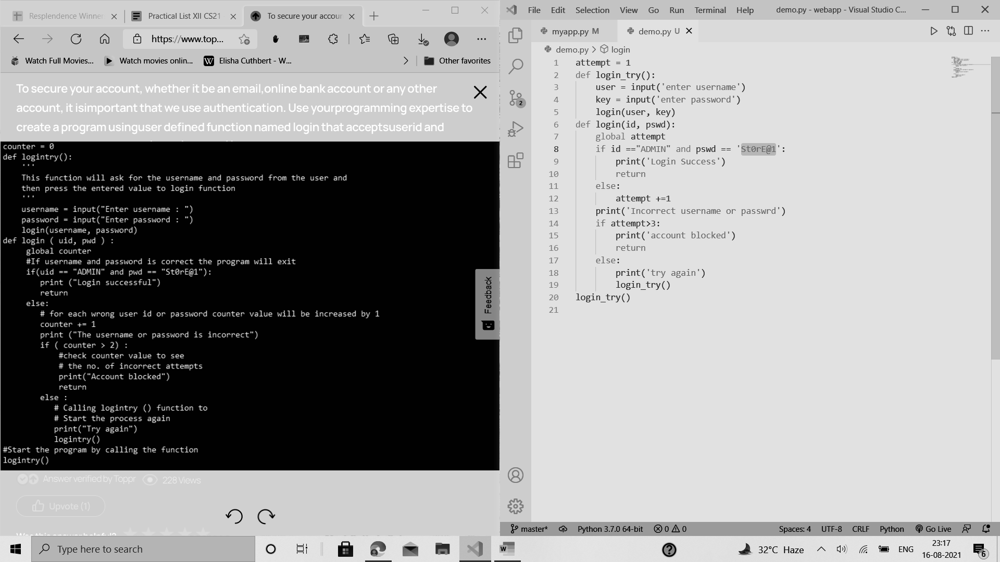 Resplendence Winner
Practical List XII CS21
To secure your accoun
https://www.top...
Watch Full Movies...
Watch movies onlin...
W
Elisha Cuthbert - W...
Other favorites
To secure your account, whether it be an email,online bank account or any other
account, it isimportant that we use authentication. Use yourprogramming expertise to
create a program usinguser defined function named login that acceptsuserid and
counter = 0
def logintry():
'''
This function will ask for the username and password from the user and
then press the entered value to login function
'''
username = input("Enter username : ")
password = input("Enter password : ")
login(username, password)
def login ( uid, pwd ) :
global counter
#If username and password is correct the program will exit
if(uid == "ADMIN" and pwd == "St0rE@1"):
print ("Login successful")
return
else:
# for each wrong user id or password counter value will be increased by 1
counter += 1
print ("The username or password is incorrect")
if ( counter > 2) :
#check counter value to see
# the no. of incorrect attempts
print("Account blocked")
return
else :
# Calling logintry () function to
# Start the process again
print("Try again")
logintry()
#Start the program by calling the function
logintry()
Feedback
Answer verified by Toppr 228 Views
Upvote (1)
Was this answer helpful?
File Edit Selection View Go Run Terminal Help demo.py - webapp - Visual Studio C...
myapp.py M demo.py U
demo.py > login
2
1 attempt = 1
2 def login_try():
3 user = input('enter username')
4 key = input('enter password')
5 login(user, key)
6 def login(id, pswd):
7 global attempt
8 if id =="ADMIN" and pswd == 'St0rE@1':
9 print('Login Success')
10 return
11 else:
12 attempt +=1
13 print('Incorrect username or passwrd')
14 if attempt>3:
15 print('account blocked')
16 return
17 else:
18 print('try again')
19 login_try()
20 login_try()
21
master* Python 3.7.0 64-bit 0 0 Spaces: 4 UTF-8 CRLF Python Go Live
Type here to search
W
32°C Haze ENG
23:17
16-08-2021
6